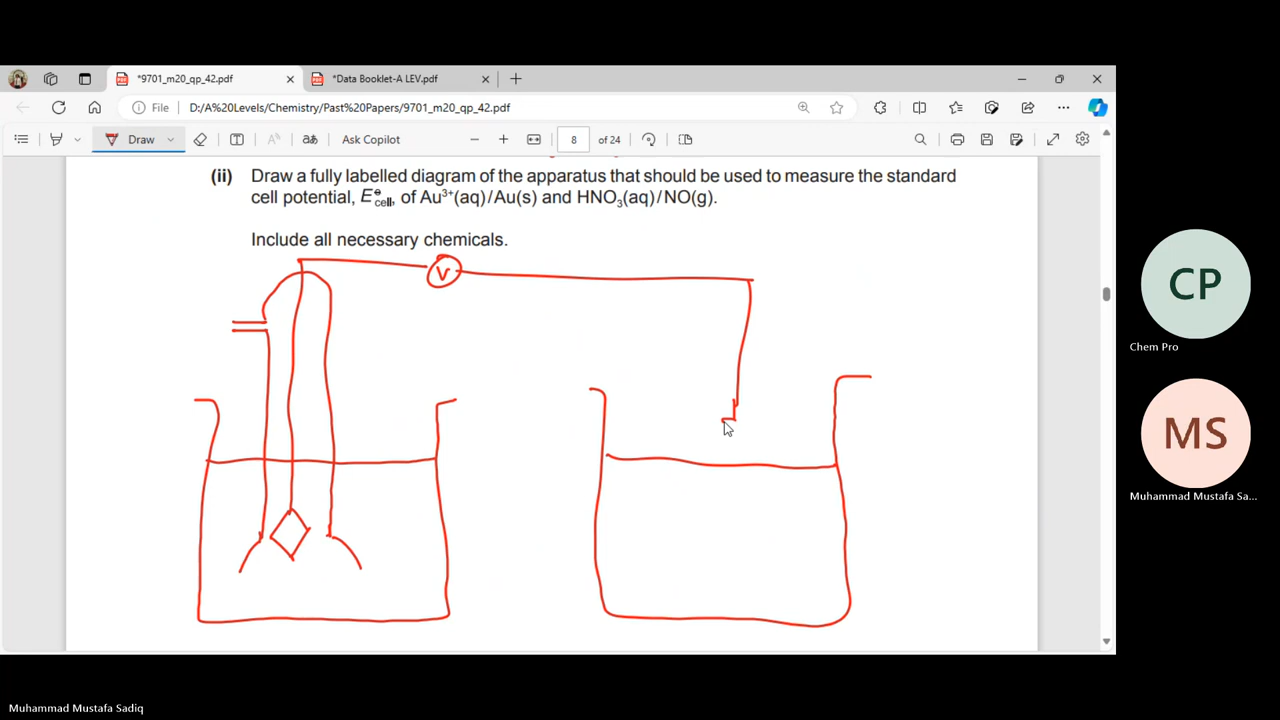 *9701_m20_qp_42.pdf
*Data Booklet-A LEV.pdf
File D:/A%20Levels/Chemistry/Past%20Papers/9701_m20_qp_42.pdf
Draw
aあ
Ask Copilot
8 of 24
(ii) Draw a fully labelled diagram of the apparatus that should be used to measure the standard
cell potential, E⦵cell, of Au³⁺(aq)/Au(s) and HNO₃(aq)/NO(g).
Include all necessary chemicals.
V
CP
Chem Pro
MS
Muhammad Mustafa Sa...
Muhammad Mustafa Sadiq